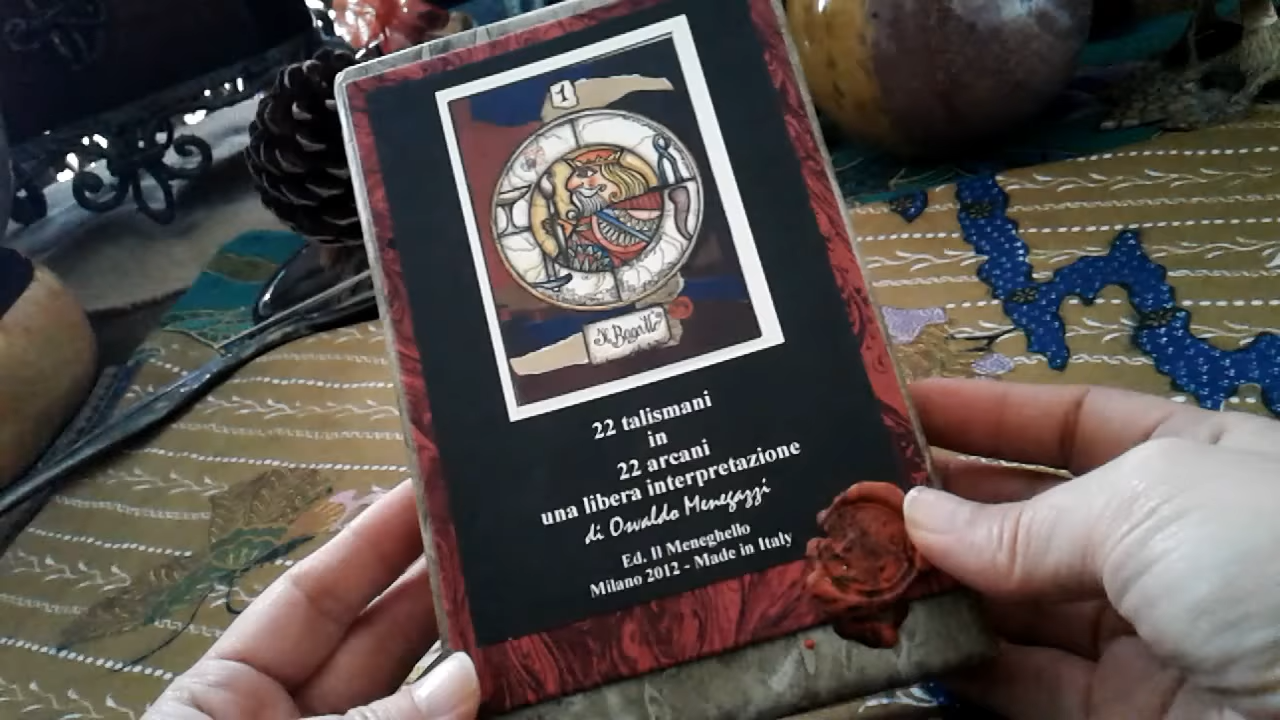 1
Il Bagatto
22 talismani
in
22 arcani
una libera interpretazione
di Osvaldo Menegazzi
Ed. Il Meneghello
Milano 2012 - Made in Italy